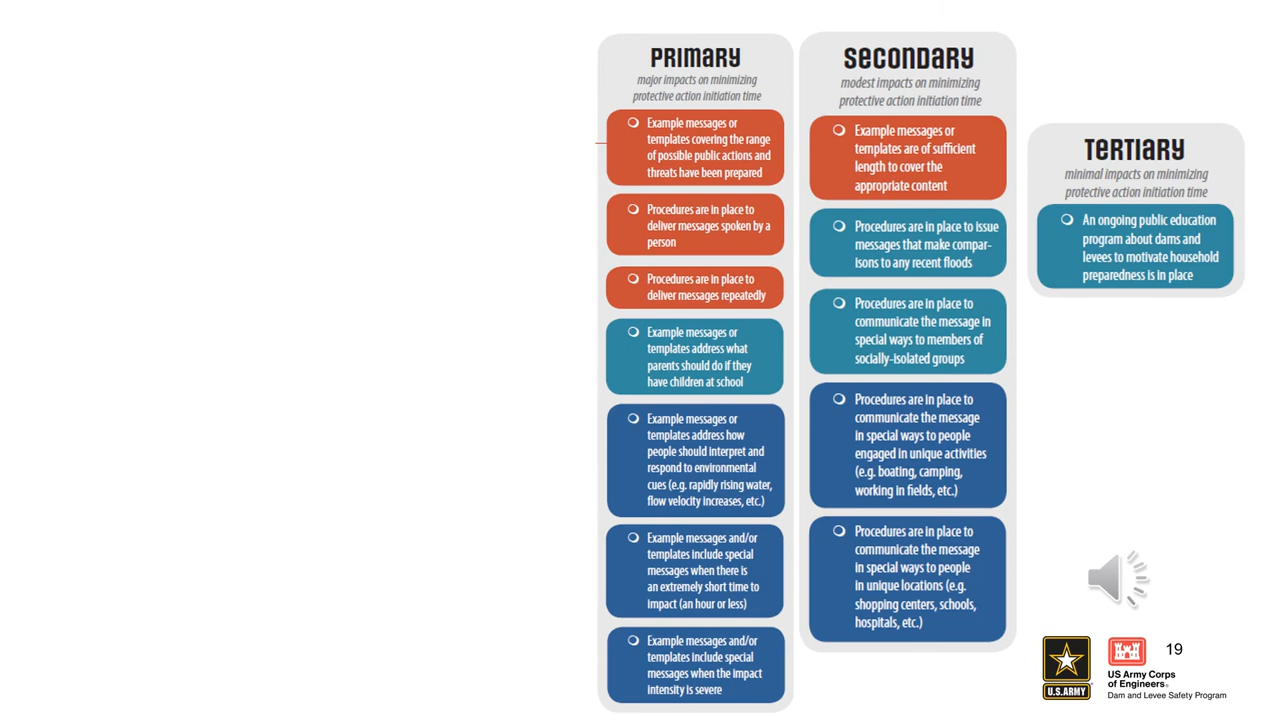 PRIMARY
major impacts on minimizing
protective action initiation time
Example messages or
templates covering the range
of possible public actions and
threats have been prepared
Procedures are in place to
deliver messages spoken by a
person
Procedures are in place to
deliver messages repeatedly
Example messages or
templates address what
parents should do if they
have children at school
Example messages or
templates address how
people should interpret and
respond to environmental
cues (e.g. rapidly rising water,
flow velocity increases, etc.)
Example messages and/or
templates include special
messages when there is
an extremely short time to
impact (an hour or less)
Example messages and/or
templates include special
messages when the impact
intensity is severe
SECONDARY
modest impacts on minimizing
protective action initiation time
Example messages or
templates are of sufficient
length to cover the
appropriate content
Procedures are in place to issue
messages that make compar-
isons to any recent floods
Procedures are in place to
communicate the message in
special ways to members of
socially-isolated groups
Procedures are in place to
communicate the message
in special ways to people
engaged in unique activities
(e.g. boating, camping,
working in fields, etc.)
Procedures are in place to
communicate the message
in special ways to people
in unique locations (e.g.
shopping centers, schools,
hospitals, etc.)
TERTIARY
minimal impacts on minimizing
protective action initiation time
An ongoing public education
program about dams and
levees to motivate household
preparedness is in place
U.S.ARMY
19
US Army Corps
of Engineers®
Dam and Levee Safety Program